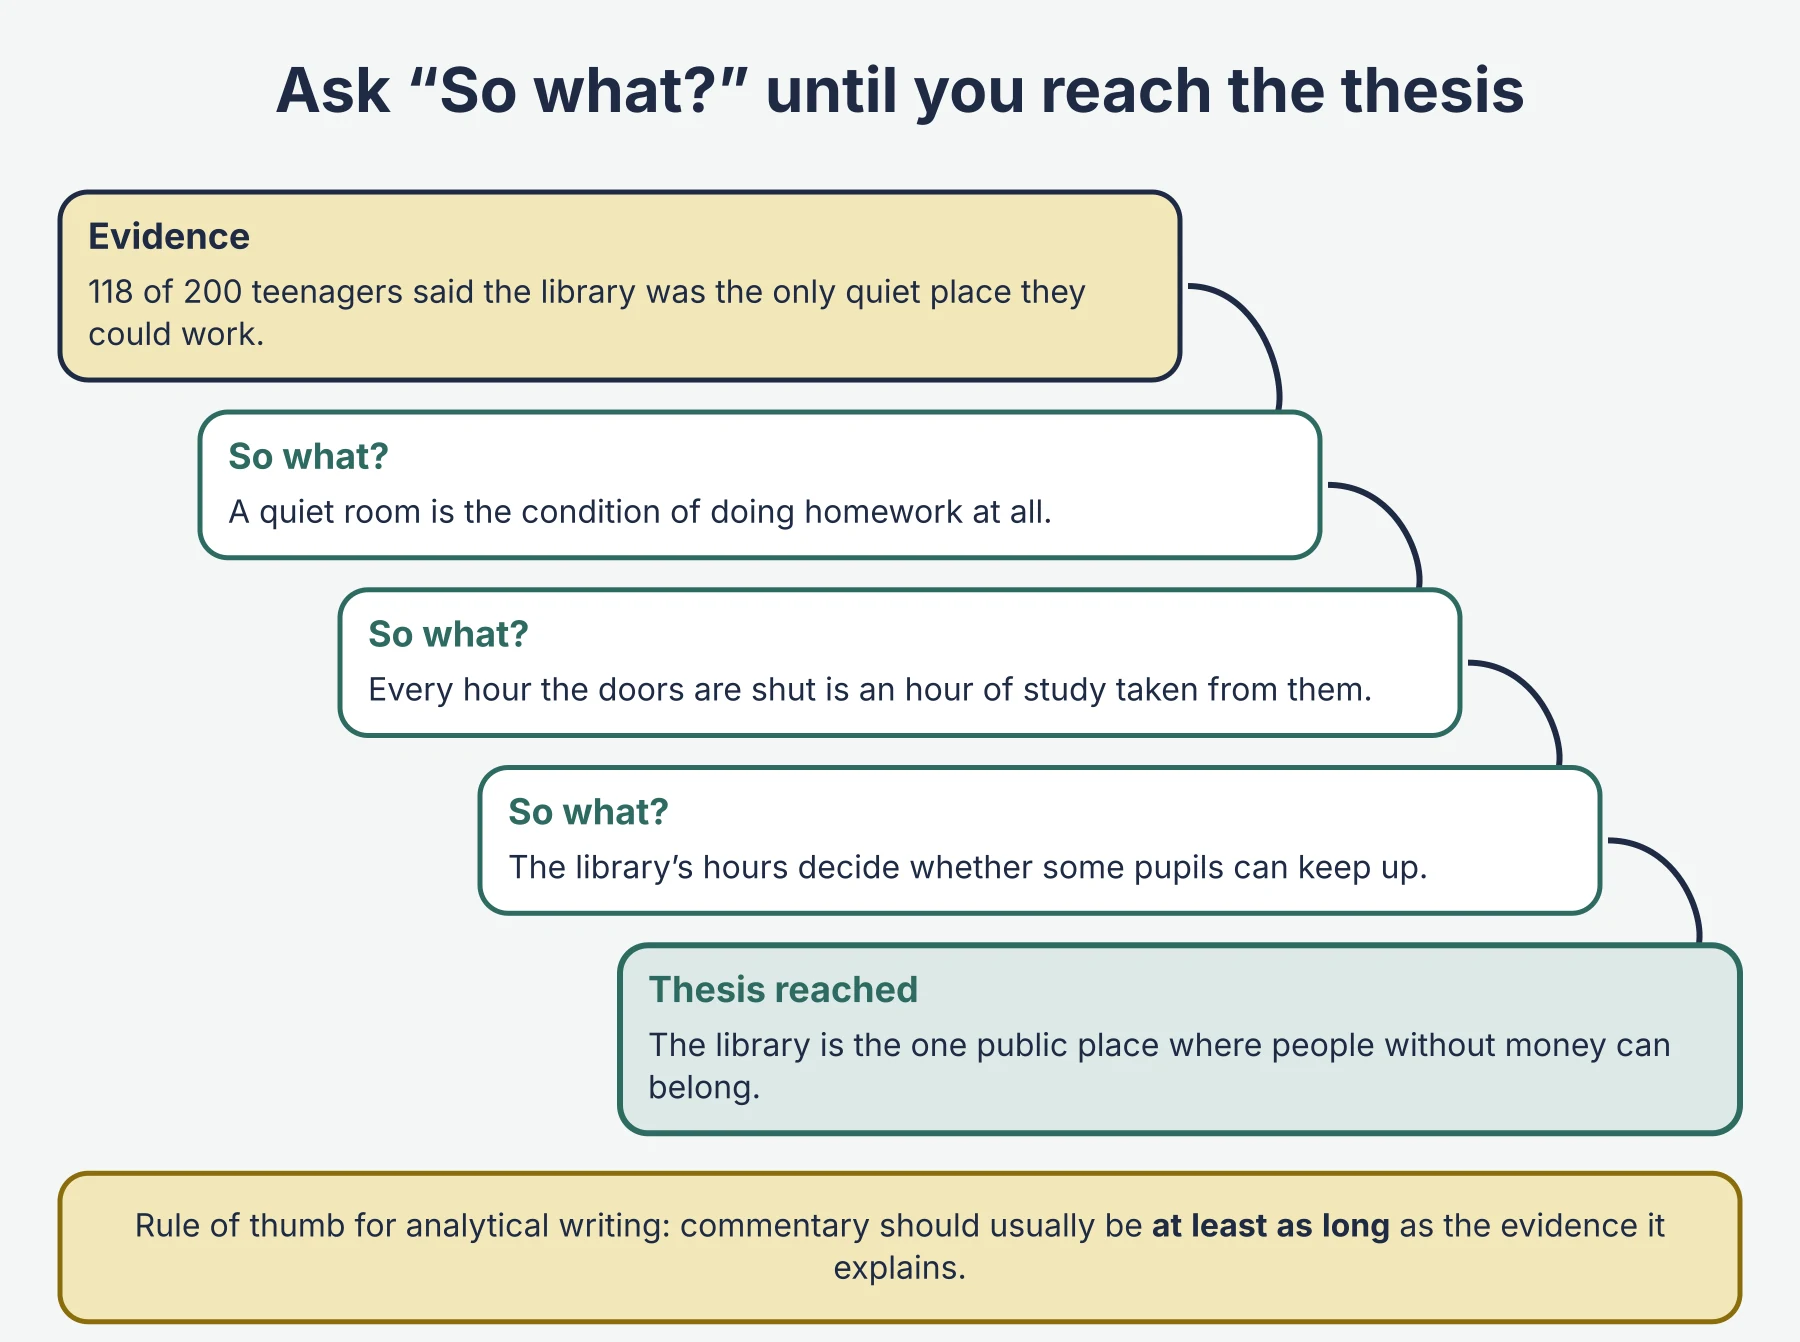 Ask “So what?” until you reach the thesis
Evidence
118 of 200 teenagers said the library was the only quiet place they
could work.
So what?
A quiet room is the condition of doing homework at all.
So what?
Every hour the doors are shut is an hour of study taken from them.
So what?
The library’s hours decide whether some pupils can keep up.
Thesis reached
The library is the one public place where people without money can
belong.
Rule of thumb for analytical writing: commentary should usually be at least as long as the evidence it
explains.